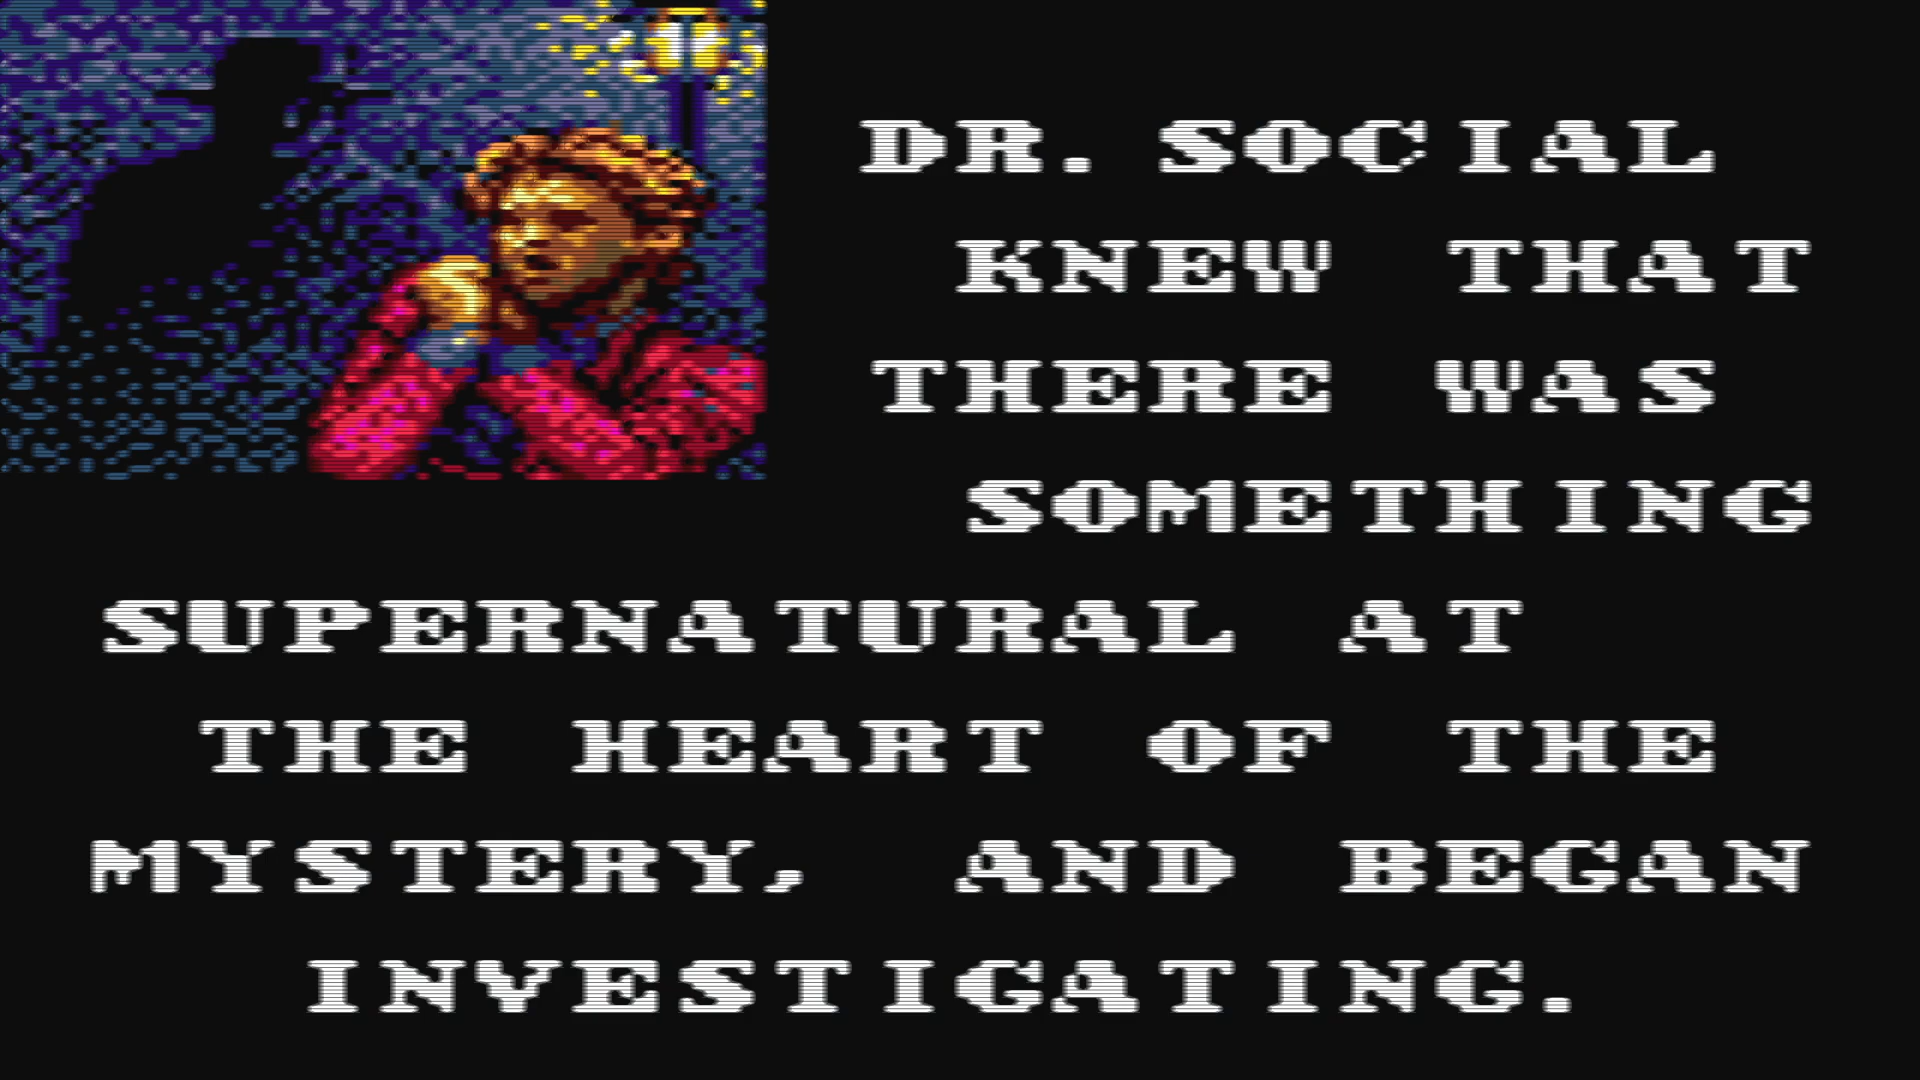 DR. SOCIAL
KNEW THAT
THERE WAS
SOMETHING
SUPERNATURAL AT
THE HEART OF THE
MYSTERY, AND BEGAN
INVESTIGATING.